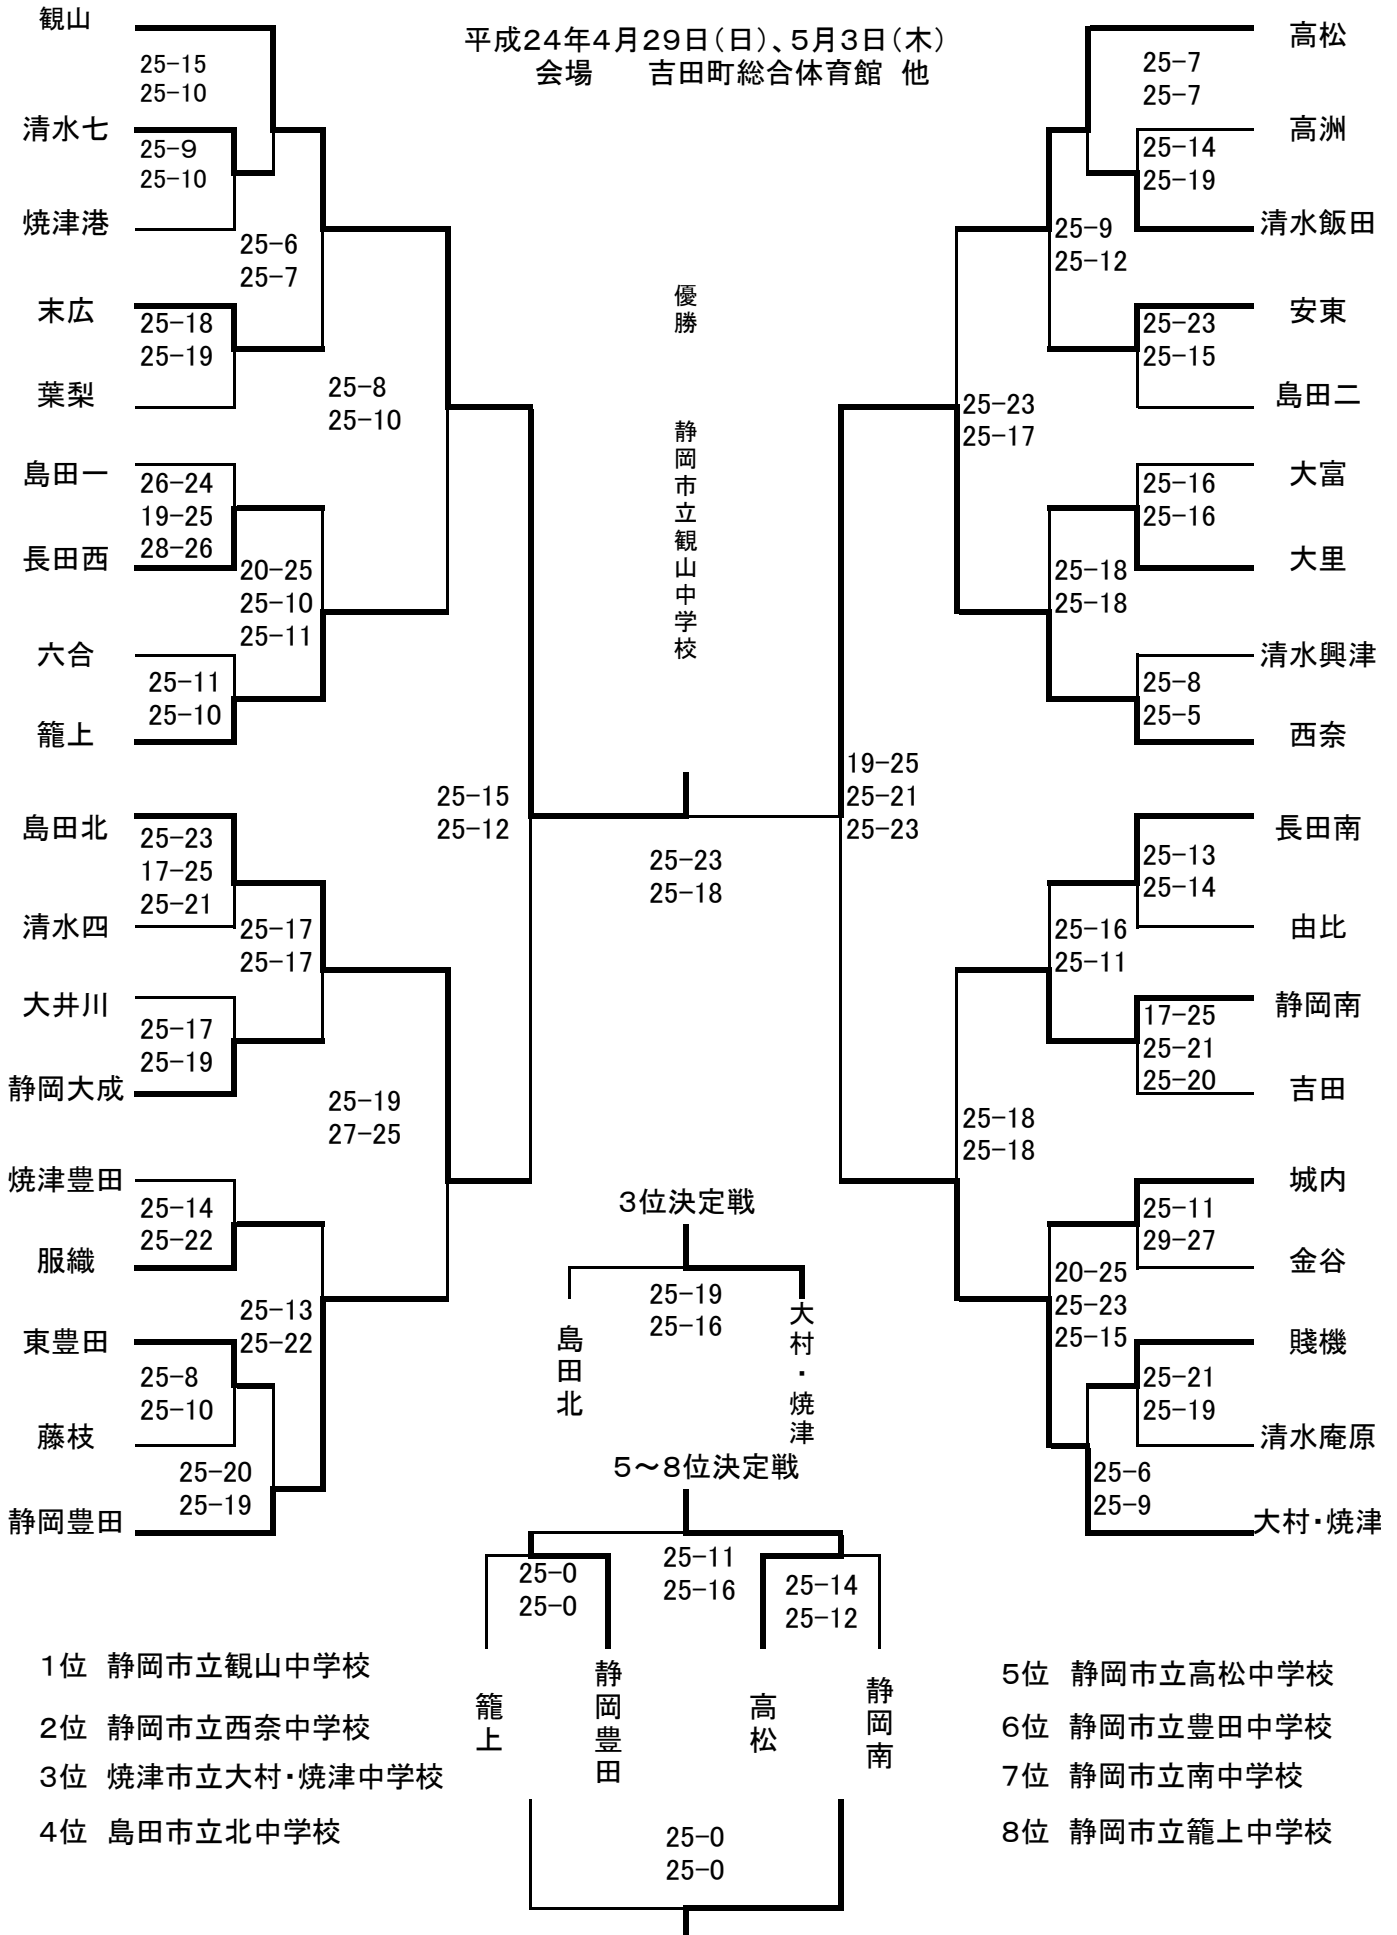 平成24年4月29日（日）、5月3日（木）
会場　　吉田町総合体育館　他
観山
25-15
25-10
清水七
25-9
25-10
焼津港
25-6
25-7
末広
25-18
25-19
葉梨
25-8
25-10
島田一
26-24
19-25
28-26
長田西
20-25
25-10
25-11
六合
25-11
25-10
籠上
25-15
25-12
島田北
25-23
17-25
25-21
清水四
25-17
25-17
大井川
25-17
25-19
静岡大成
25-19
27-25
焼津豊田
25-14
25-22
服織
25-13
25-22
東豊田
25-8
25-10
藤枝
25-20
25-19
静岡豊田
優勝
静岡市立観山中学校
25-23
25-18
高松
25-7
25-7
高洲
25-14
25-19
清水飯田
25-9
25-12
安東
25-23
25-15
島田二
25-23
25-17
大富
25-16
25-16
大里
25-18
25-18
清水興津
25-8
25-5
西奈
19-25
25-21
25-23
長田南
25-13
25-14
由比
25-16
25-11
静岡南
17-25
25-21
25-20
吉田
25-18
25-18
城内
25-11
29-27
金谷
20-25
25-23
25-15
賤機
25-21
25-19
清水庵原
25-6
25-9
大村・焼津
3位決定戦
25-19
25-16
島田北
大村・焼津
5～8位決定戦
25-0
25-0
25-11
25-16
25-14
25-12
籠上
静岡豊田
高松
静岡南
25-0
25-0
1位　静岡市立観山中学校
2位　静岡市立西奈中学校
3位　焼津市立大村・焼津中学校
4位　島田市立北中学校
5位　静岡市立高松中学校
6位　静岡市立豊田中学校
7位　静岡市立南中学校
8位　静岡市立籠上中学校